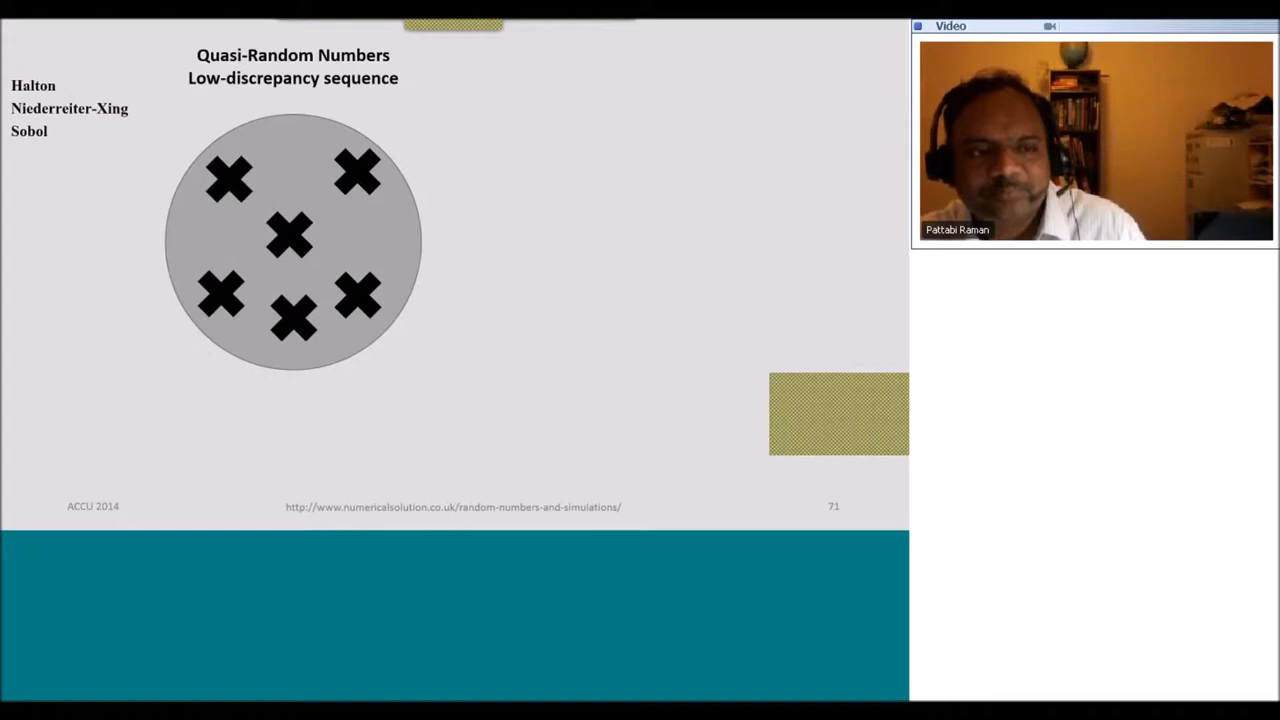 Quasi-Random Numbers
Low-discrepancy sequence
Halton
Niederreiter-Xing
Sobol
ACCU 2014
http://www.numericalsolution.co.uk/random-numbers-and-simulations/
71
Video
Pattabi Raman